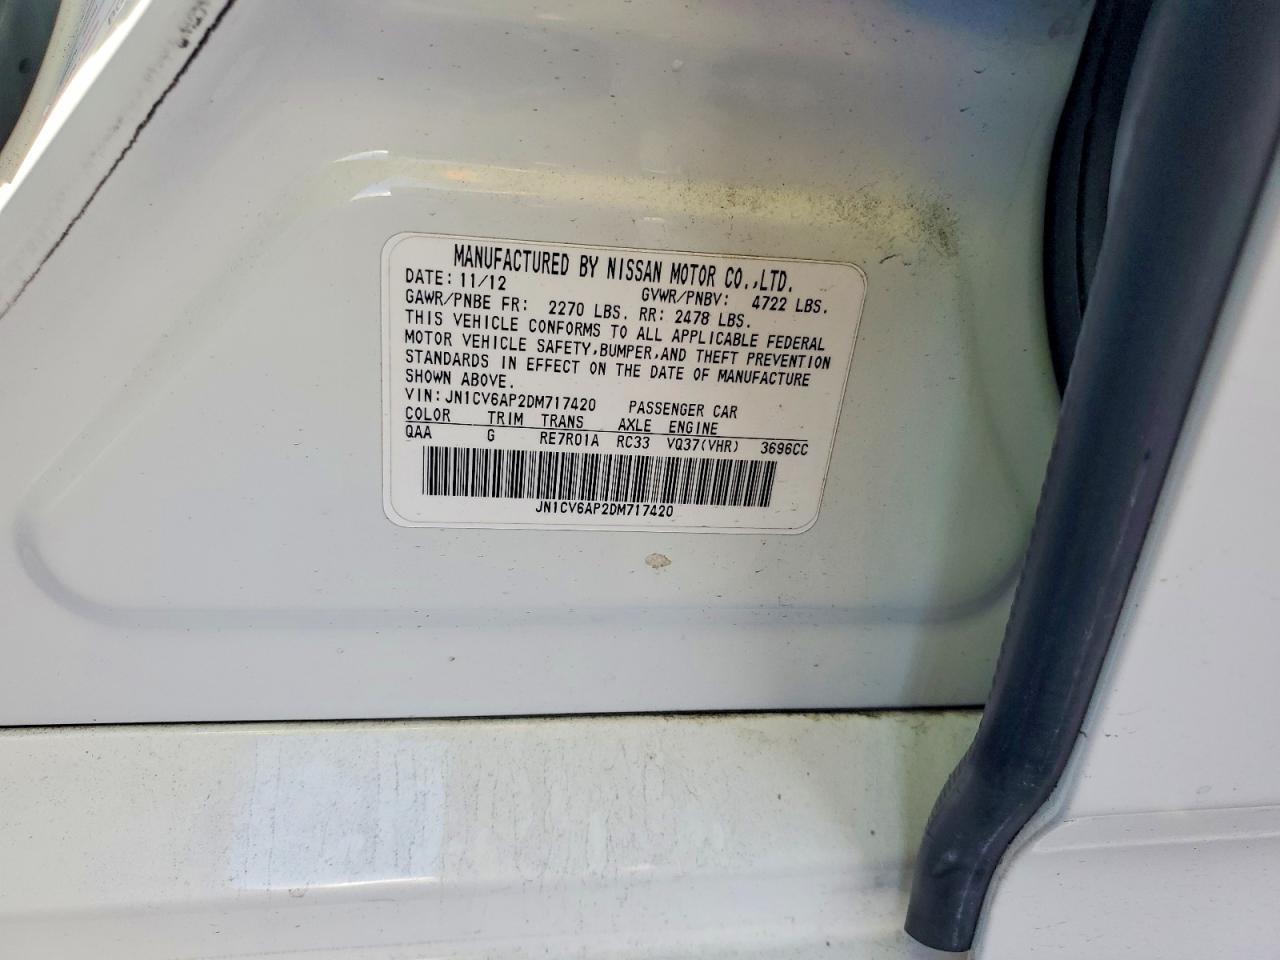 MANUFACTURED BY NISSAN MOTOR CO.,LTD.
DATE: 11/12 GVWR/PNBV: 4722 LBS.
GAWR/PNBE FR: 2270 LBS. RR: 2478 LBS.
THIS VEHICLE CONFORMS TO ALL APPLICABLE FEDERAL
MOTOR VEHICLE SAFETY,BUMPER,AND THEFT PREVENTION
STANDARDS IN EFFECT ON THE DATE OF MANUFACTURE
SHOWN ABOVE.
VIN: JN1CV6AP2DM717420 PASSENGER CAR
COLOR TRIM TRANS AXLE ENGINE
QAA G RE7R01A RC33 VQ37(VHR) 3696CC
JN1CV6AP2DM717420